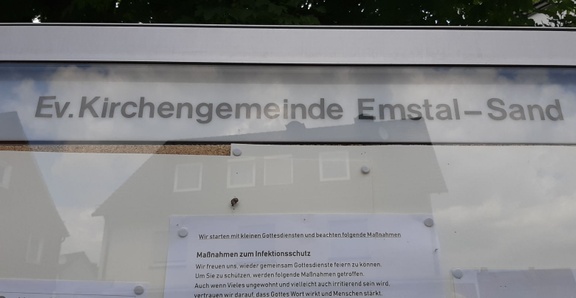 Ev. Kirchengemeinde Emstal-Sand
Wir starten mit kleinen Gottesdiensten und beachten folgende Maßnahmen
Maßnahmen zum Infektionsschutz
Wir freuen uns, wieder gemeinsam Gottesdienste feiern zu können.
Um Sie zu schützen, werden folgende Maßnahmen getroffen.
Auch wenn Vieles ungewohnt und vielleicht auch irritierend sein wird,
vertrauen wir darauf, dass Gottes Wort wirkt und Menschen stärkt.